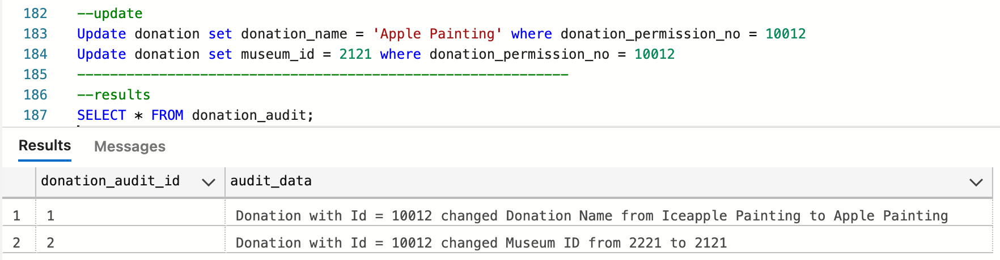 182 --update
183 Update donation set donation_name = 'Apple Painting' where donation_permission_no = 10012
184 Update donation set museum_id = 2121 where donation_permission_no = 10012
185 ------------------------------------------------------------
186 --results
187 SELECT * FROM donation_audit;
Results Messages
donation_audit_id audit_data
1 1 Donation with Id = 10012 changed Donation Name from Iceapple Painting to Apple Painting
2 2 Donation with Id = 10012 changed Museum ID from 2221 to 2121